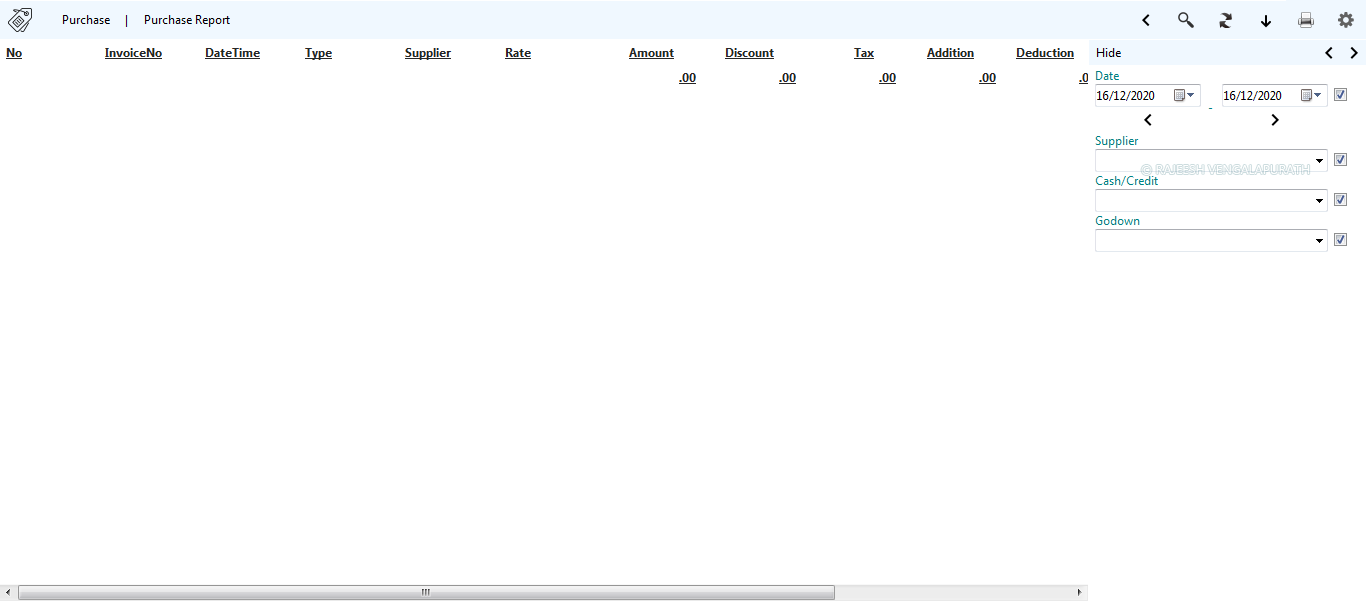 Purchase | Purchase Report
No InvoiceNo DateTime Type Supplier Rate Amount Discount Tax Addition Deduction Hide
.00 .00 .00 .00 .0
Date
16/12/2020 - 16/12/2020
Supplier
© RAJEESH VENGALAPURATH
Cash/Credit
Godown